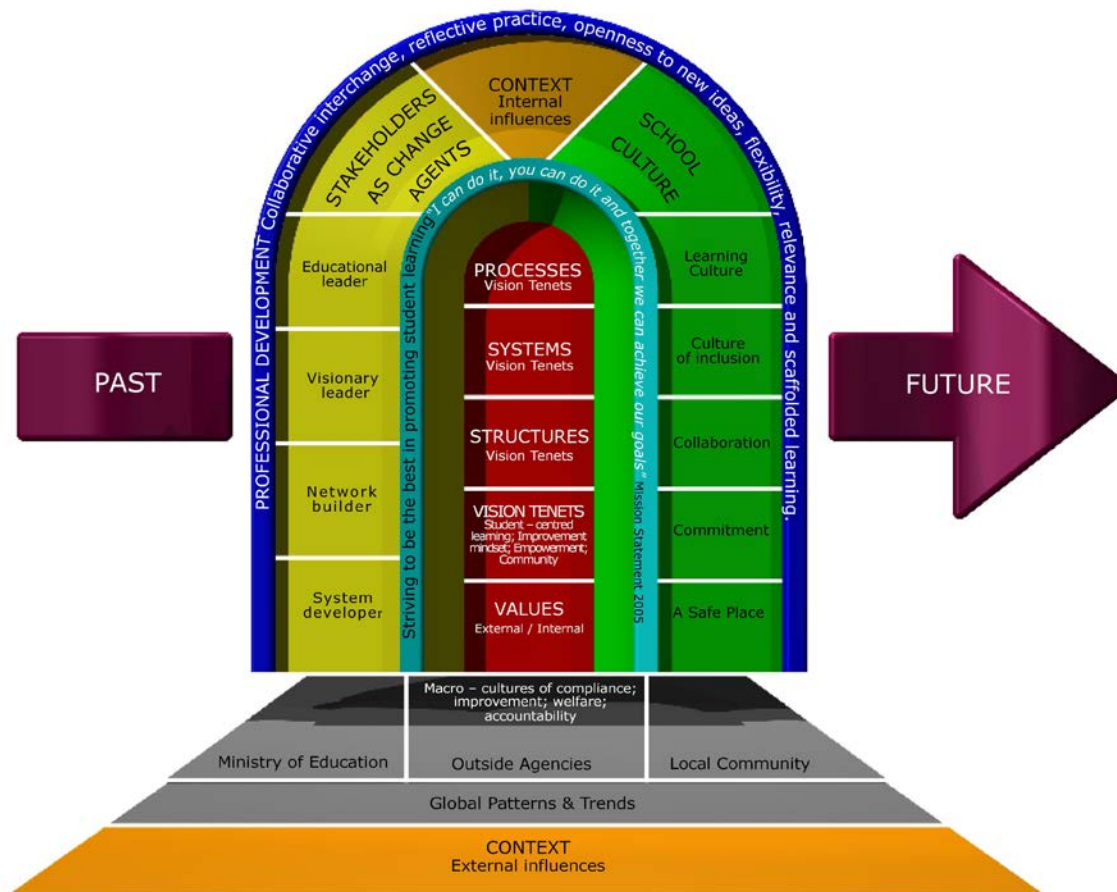 PROFESSIONAL DEVELOPMENT Collaborative interchange, reflective practice, openness to new ideas, flexibility, relevance and scaffolded learning.
CONTEXT
Internal
influences
STAKEHOLDERS
AS CHANGE
AGENTS
SCHOOL
CULTURE
Striving to be the best in promoting student learning "I can do it, you can do it and together we can achieve our goals" Mission Statement 2005
Educational
leader
Visionary
leader
Network
builder
System
developer
PROCESSES
Vision Tenets
SYSTEMS
Vision Tenets
STRUCTURES
Vision Tenets
VISION TENETS
Student – centred
learning; Improvement
mindset; Empowerment;
Community
VALUES
External / Internal
Learning
Culture
Culture
of inclusion
Collaboration
Commitment
A Safe Place
PAST
FUTURE
Macro – cultures of compliance;
improvement; welfare;
accountability
Ministry of Education
Outside Agencies
Local Community
Global Patterns & Trends
CONTEXT
External influences